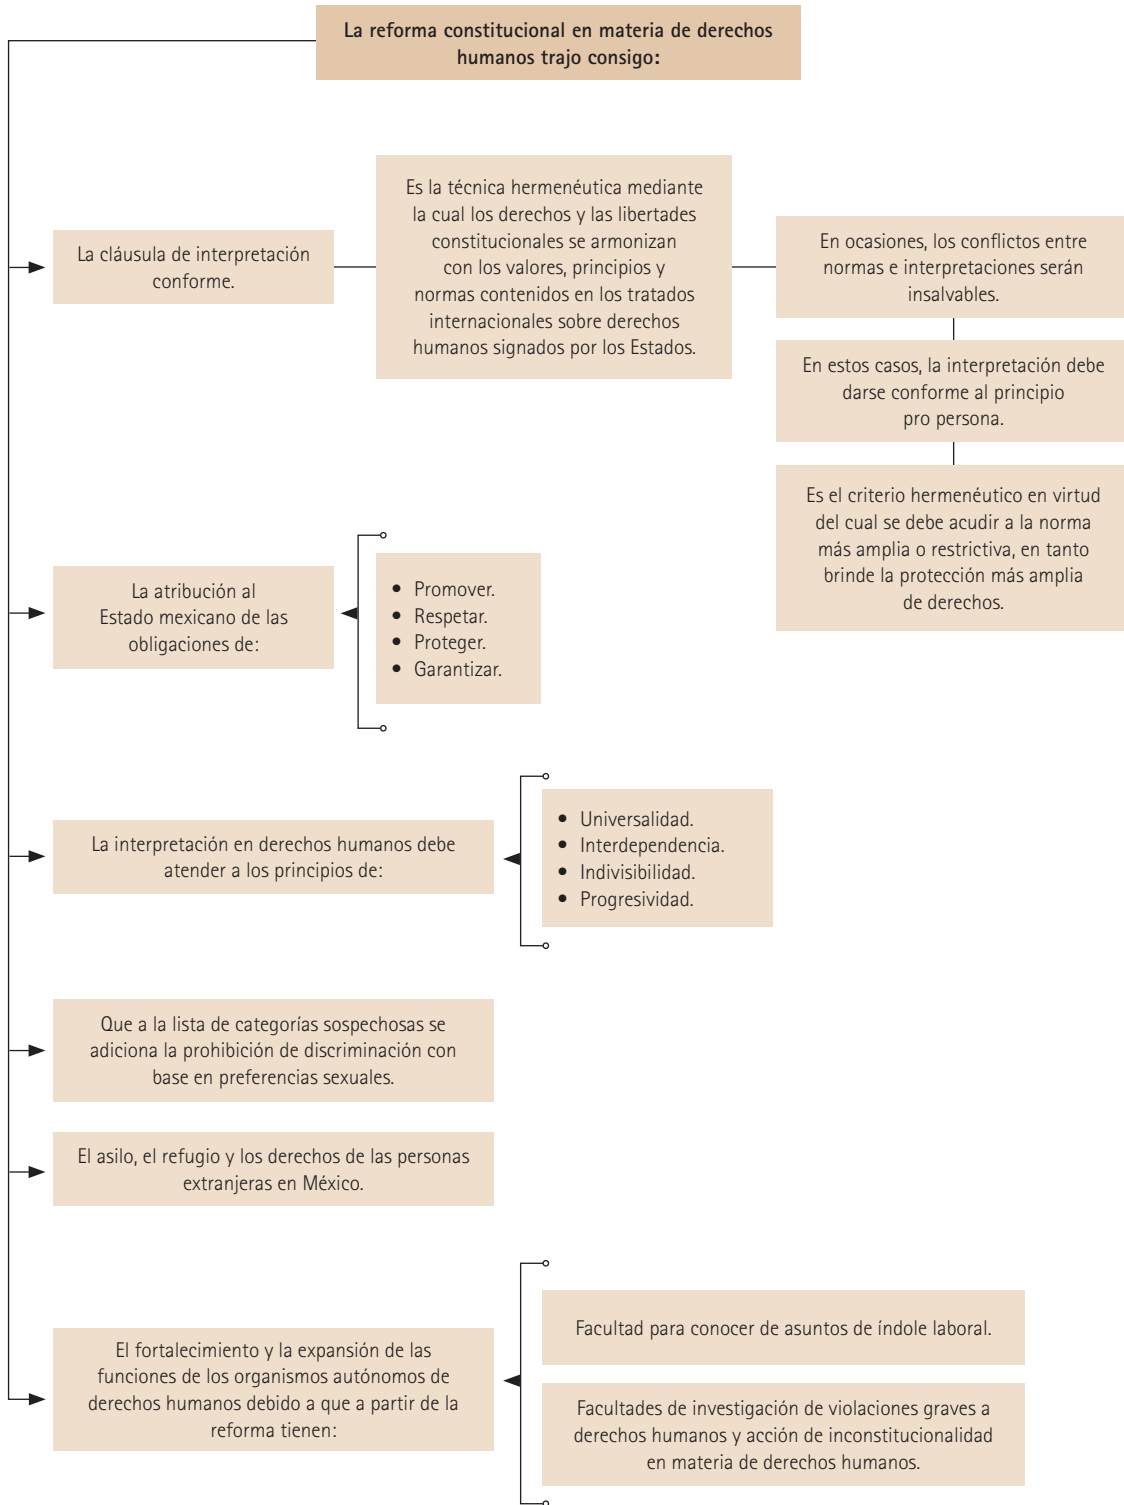 La reforma constitucional en materia de derechos
humanos trajo consigo:
La cláusula de interpretación
conforme.
Es la técnica hermenéutica mediante
la cual los derechos y las libertades
constitucionales se armonizan
con los valores, principios y
normas contenidos en los tratados
internacionales sobre derechos
humanos signados por los Estados.
En ocasiones, los conflictos entre
normas e interpretaciones serán
insalvables.
En estos casos, la interpretación debe
darse conforme al principio
pro persona.
Es el criterio hermenéutico en virtud
del cual se debe acudir a la norma
más amplia o restrictiva, en tanto
brinde la protección más amplia
de derechos.
La atribución al
Estado mexicano de las
obligaciones de:
• Promover.
• Respetar.
• Proteger.
• Garantizar.
La interpretación en derechos humanos debe
atender a los principios de:
• Universalidad.
• Interdependencia.
• Indivisibilidad.
• Progresividad.
Que a la lista de categorías sospechosas se
adiciona la prohibición de discriminación con
base en preferencias sexuales.
El asilo, el refugio y los derechos de las personas
extranjeras en México.
El fortalecimiento y la expansión de las
funciones de los organismos autónomos de
derechos humanos debido a que a partir de la
reforma tienen:
Facultad para conocer de asuntos de índole laboral.
Facultades de investigación de violaciones graves a
derechos humanos y acción de inconstitucionalidad
en materia de derechos humanos.